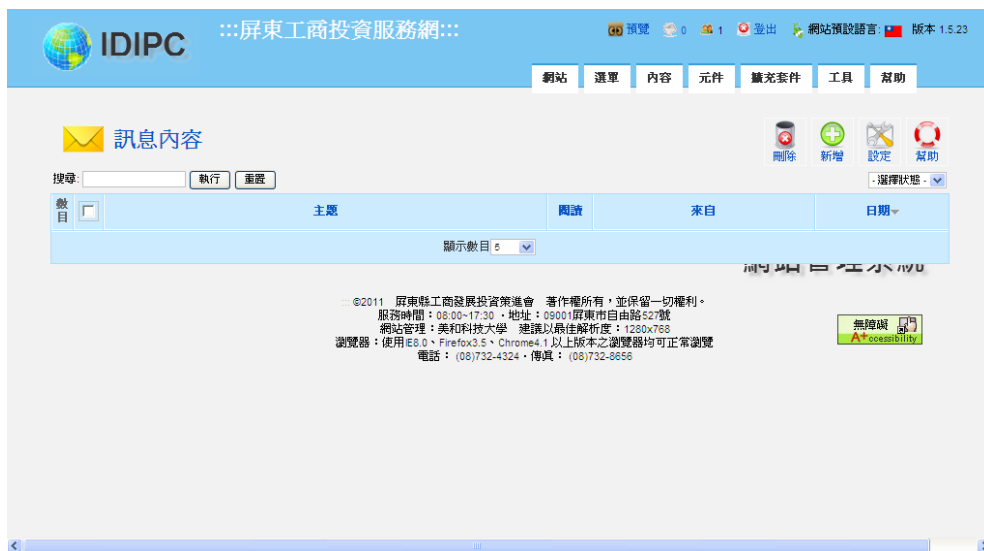 IDIPC
:::屏東工商投資服務網:::
預覽 0 1 登出 網站預設語言: 版本 1.5.23
網站 選單 內容 元件 擴充套件 工具 幫助
訊息內容
刪除 新增 設定 幫助
搜尋: 執行 重置 - 選擇狀態 -
數目 主題 閱讀 來自 日期
顯示數目 5
網站管理系統
©2011 屏東縣工商發展投資策進會 著作權所有，並保留一切權利。
服務時間：08:00~17:30 ‧地址：09001屏東市自由路527號
網站管理：美和科技大學 建議以最佳解析度：1280x768
瀏覽器：使用IE8.0、Firefox3.5、Chrome4.1以上版本之瀏覽器均可正常瀏覽
電話： (08)732-4324‧傳真： (08)732-8656
無障礙
A+ccessibility